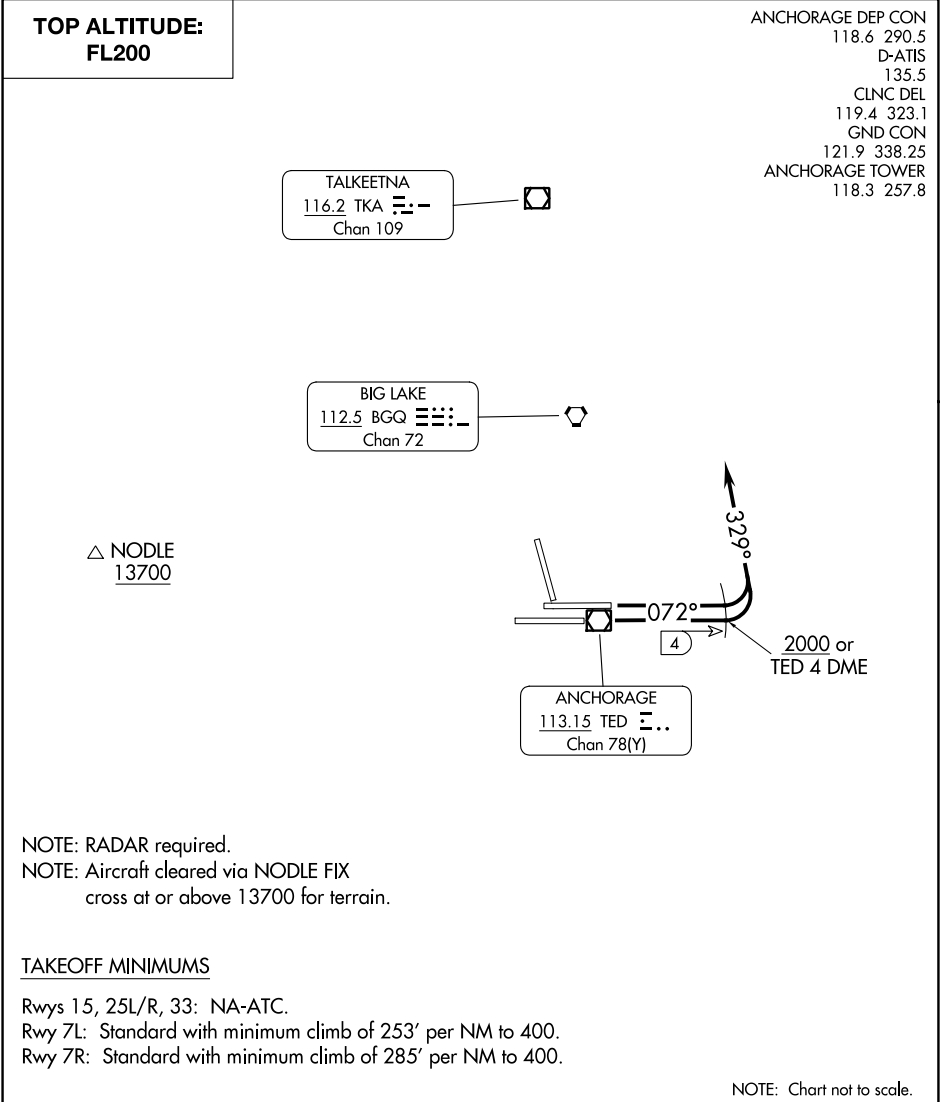 TOP ALTITUDE:
FL200
ANCHORAGE DEP CON
118.6 290.5
D-ATIS
135.5
CLNC DEL
119.4 323.1
GND CON
121.9 338.25
ANCHORAGE TOWER
118.3 257.8
TALKEETNA
116.2 TKA
Chan 109
BIG LAKE
112.5 BGQ
Chan 72
NODLE
13700
329°
072°
4
2000 or
TED 4 DME
ANCHORAGE
113.15 TED
Chan 78(Y)
NOTE: RADAR required.
NOTE: Aircraft cleared via NODLE FIX
cross at or above 13700 for terrain.
TAKEOFF MINIMUMS
Rwys 15, 25L/R, 33: NA-ATC.
Rwy 7L: Standard with minimum climb of 253' per NM to 400.
Rwy 7R: Standard with minimum climb of 285' per NM to 400.
NOTE: Chart not to scale.